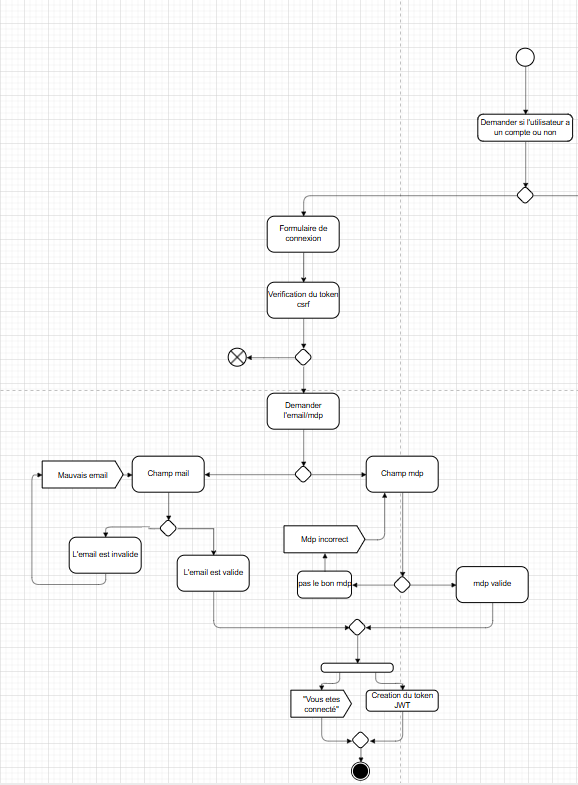 Demander si l'utilisateur a
un compte ou non
Formulaire de
connexion
Verification du token
csrf
Demander
l'email/mdp
Mauvais email
Champ mail
Champ mdp
Mdp incorrect
L'email est invalide
L'email est valide
pas le bon mdp
mdp valide
"Vous etes
connecté"
Creation du token
JWT